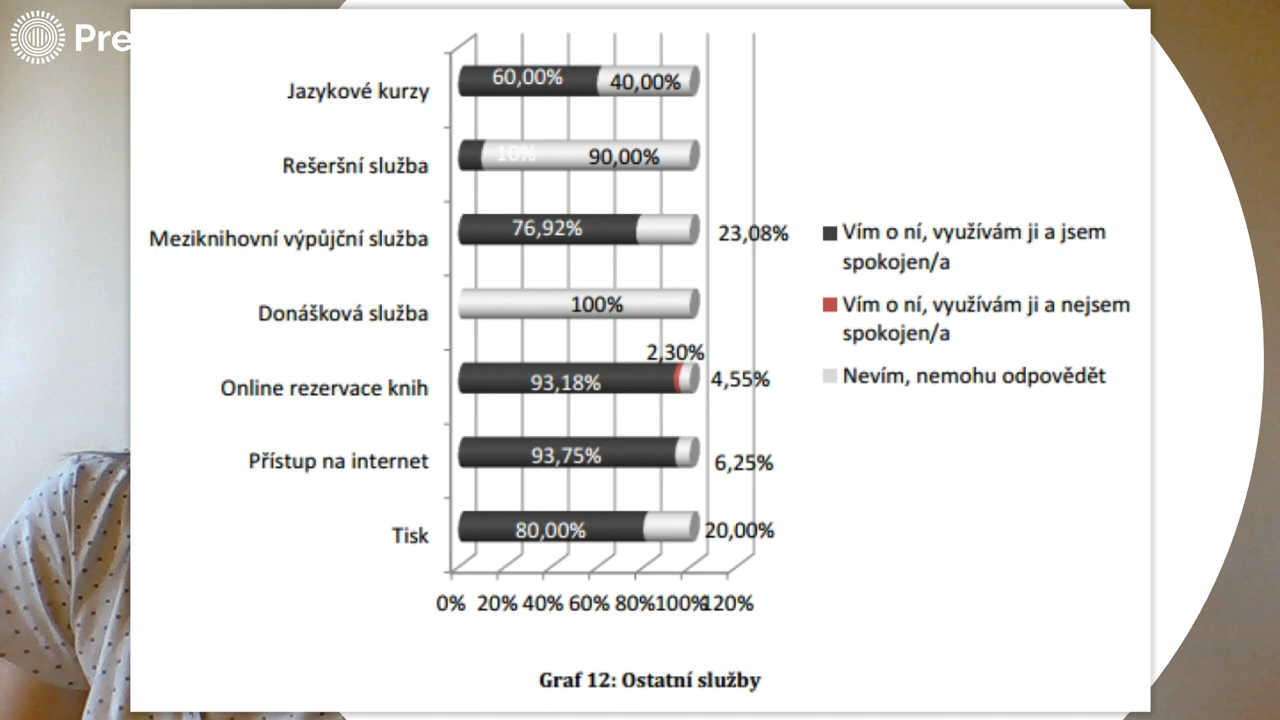 Pre
Jazykové kurzy
60,00%
40,00%
Rešeršní služba
10%
90,00%
Meziknihovní výpůjční služba
76,92%
23,08%
Donášková služba
100%
2,30%
Online rezervace knih
93,18%
4,55%
Přístup na internet
93,75%
6,25%
Tisk
80,00%
20,00%
0% 20% 40% 60% 80% 100% 120%
Vím o ní, využívám ji a jsem
spokojen/a
Vím o ní, využívám ji a nejsem
spokojen/a
Nevím, nemohu odpovědět
Graf 12: Ostatní služby